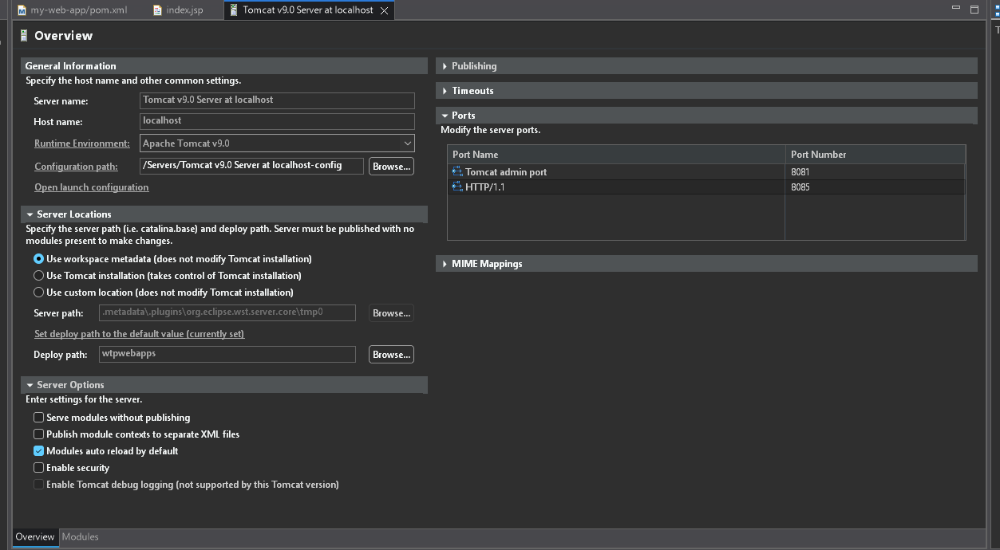 my-web-app/pom.xml
index.jsp
Tomcat v9.0 Server at localhost
Overview
General Information
Specify the host name and other common settings.
Server name:
Tomcat v9.0 Server at localhost
Host name:
localhost
Runtime Environment:
Apache Tomcat v9.0
Configuration path:
/Servers/Tomcat v9.0 Server at localhost-config
Browse...
Open launch configuration
Server Locations
Specify the server path (i.e. catalina.base) and deploy path. Server must be published with no
modules present to make changes.
Use workspace metadata (does not modify Tomcat installation)
Use Tomcat installation (takes control of Tomcat installation)
Use custom location (does not modify Tomcat installation)
Server path:
.metadata\.plugins\org.eclipse.wst.server.core\tmp0
Browse...
Set deploy path to the default value (currently set)
Deploy path:
wtpwebapps
Browse...
Server Options
Enter settings for the server.
Serve modules without publishing
Publish module contexts to separate XML files
Modules auto reload by default
Enable security
Enable Tomcat debug logging (not supported by this Tomcat version)
Publishing
Timeouts
Ports
Modify the server ports.
Port Name Port Number
Tomcat admin port 8081
HTTP/1.1 8085
MIME Mappings
Overview
Modules